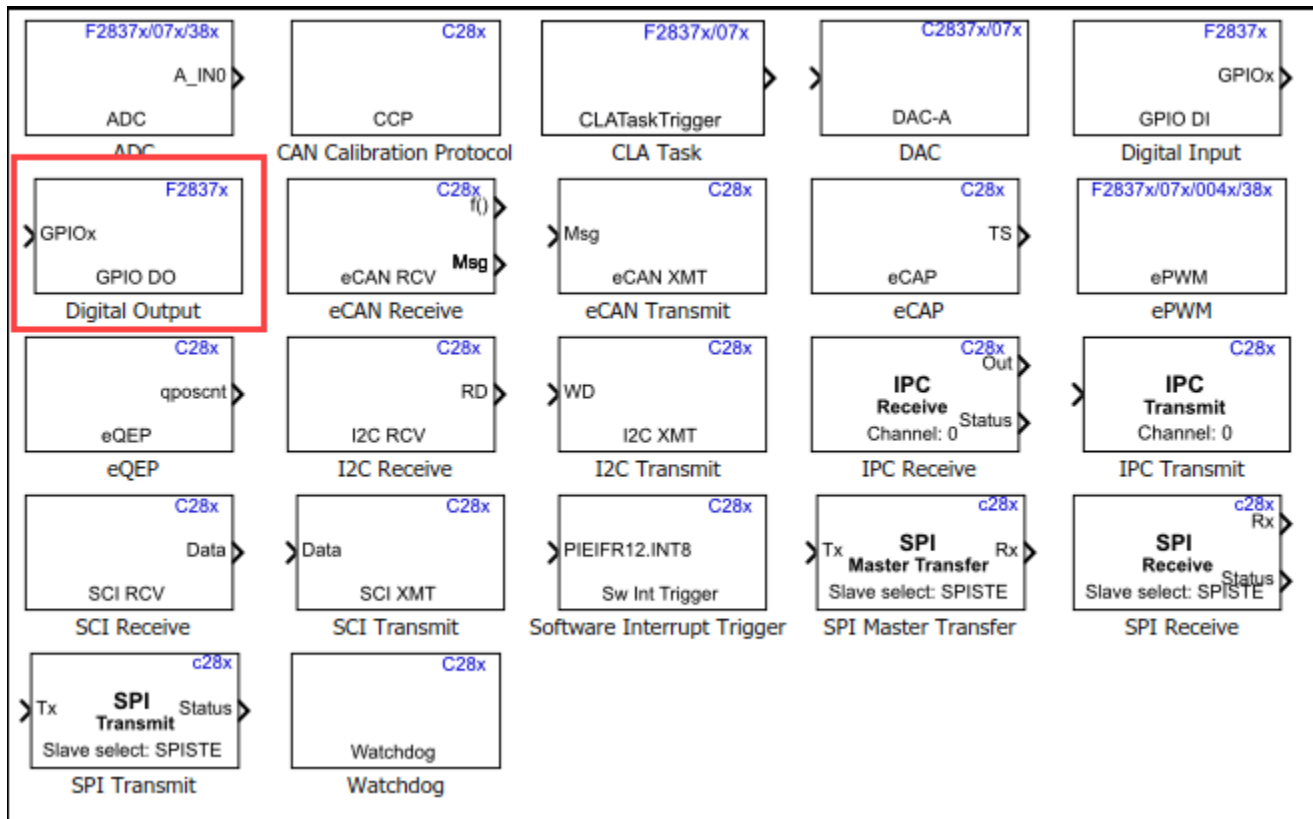 F2837x/07x/38x
A_IN0
ADC
ADC
C28x
CCP
CAN Calibration Protocol
F2837x/07x
CLATaskTrigger
CLA Task
C2837x/07x
DAC-A
DAC
F2837x
GPIOx
GPIO DI
Digital Input
F2837x
GPIOx
GPIO DO
Digital Output
C28x
f()
Msg
eCAN RCV
eCAN Receive
C28x
Msg
eCAN XMT
eCAN Transmit
C28x
TS
eCAP
eCAP
F2837x/07x/004x/38x
ePWM
ePWM
C28x
qposcnt
eQEP
eQEP
C28x
RD
I2C RCV
I2C Receive
C28x
WD
I2C XMT
I2C Transmit
C28x
Out
IPC
Receive
Status
Channel: 0
IPC Receive
C28x
IPC
Transmit
Channel: 0
IPC Transmit
C28x
Data
SCI RCV
SCI Receive
C28x
Data
SCI XMT
SCI Transmit
C28x
PIEIFR12.INT8
Sw Int Trigger
Software Interrupt Trigger
c28x
Tx SPI Rx
Master Transfer
Slave select: SPISTE
SPI Master Transfer
c28x
Rx
SPI
Receive
Status
Slave select: SPISTE
SPI Receive
c28x
Tx SPI Status
Transmit
Slave select: SPISTE
SPI Transmit
C28x
Watchdog
Watchdog